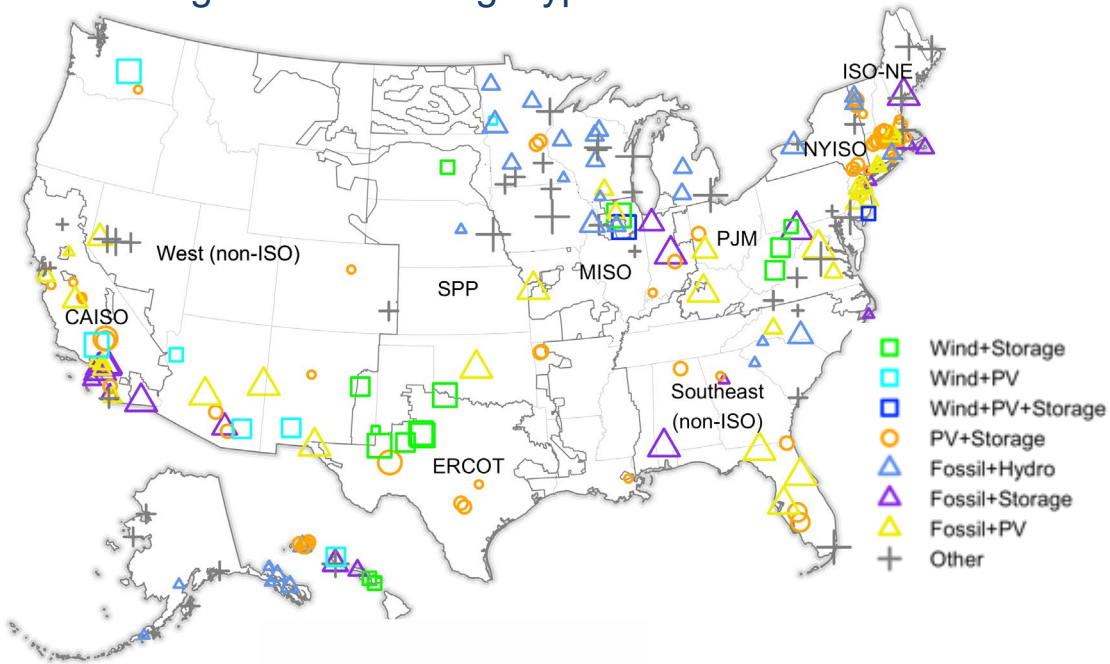 ISO-NE
NYISO
PJM
West (non-ISO)
MISO
SPP
CAISO
Southeast
(non-ISO)
ERCOT
Wind+Storage
Wind+PV
Wind+PV+Storage
PV+Storage
Fossil+Hydro
Fossil+Storage
Fossil+PV
Other